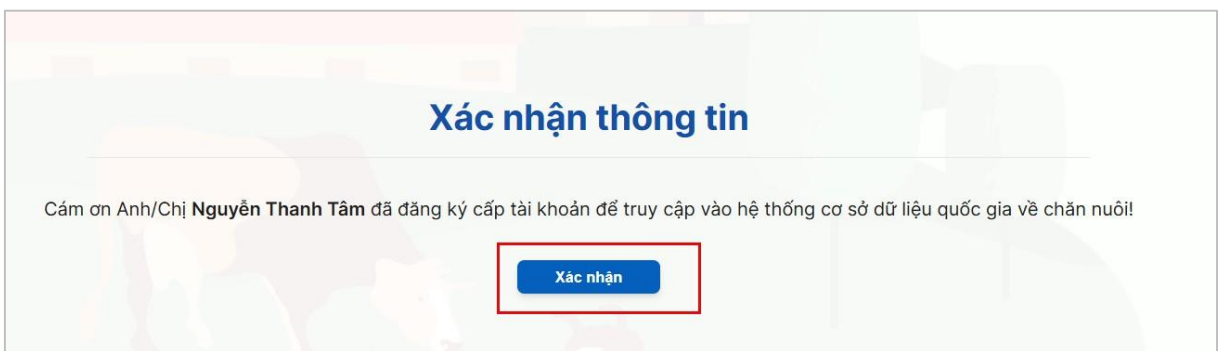 Xác nhận thông tin
Cám ơn Anh/Chị Nguyễn Thanh Tâm đã đăng ký cấp tài khoản để truy cập vào hệ thống cơ sở dữ liệu quốc gia về chăn nuôi!
Xác nhận